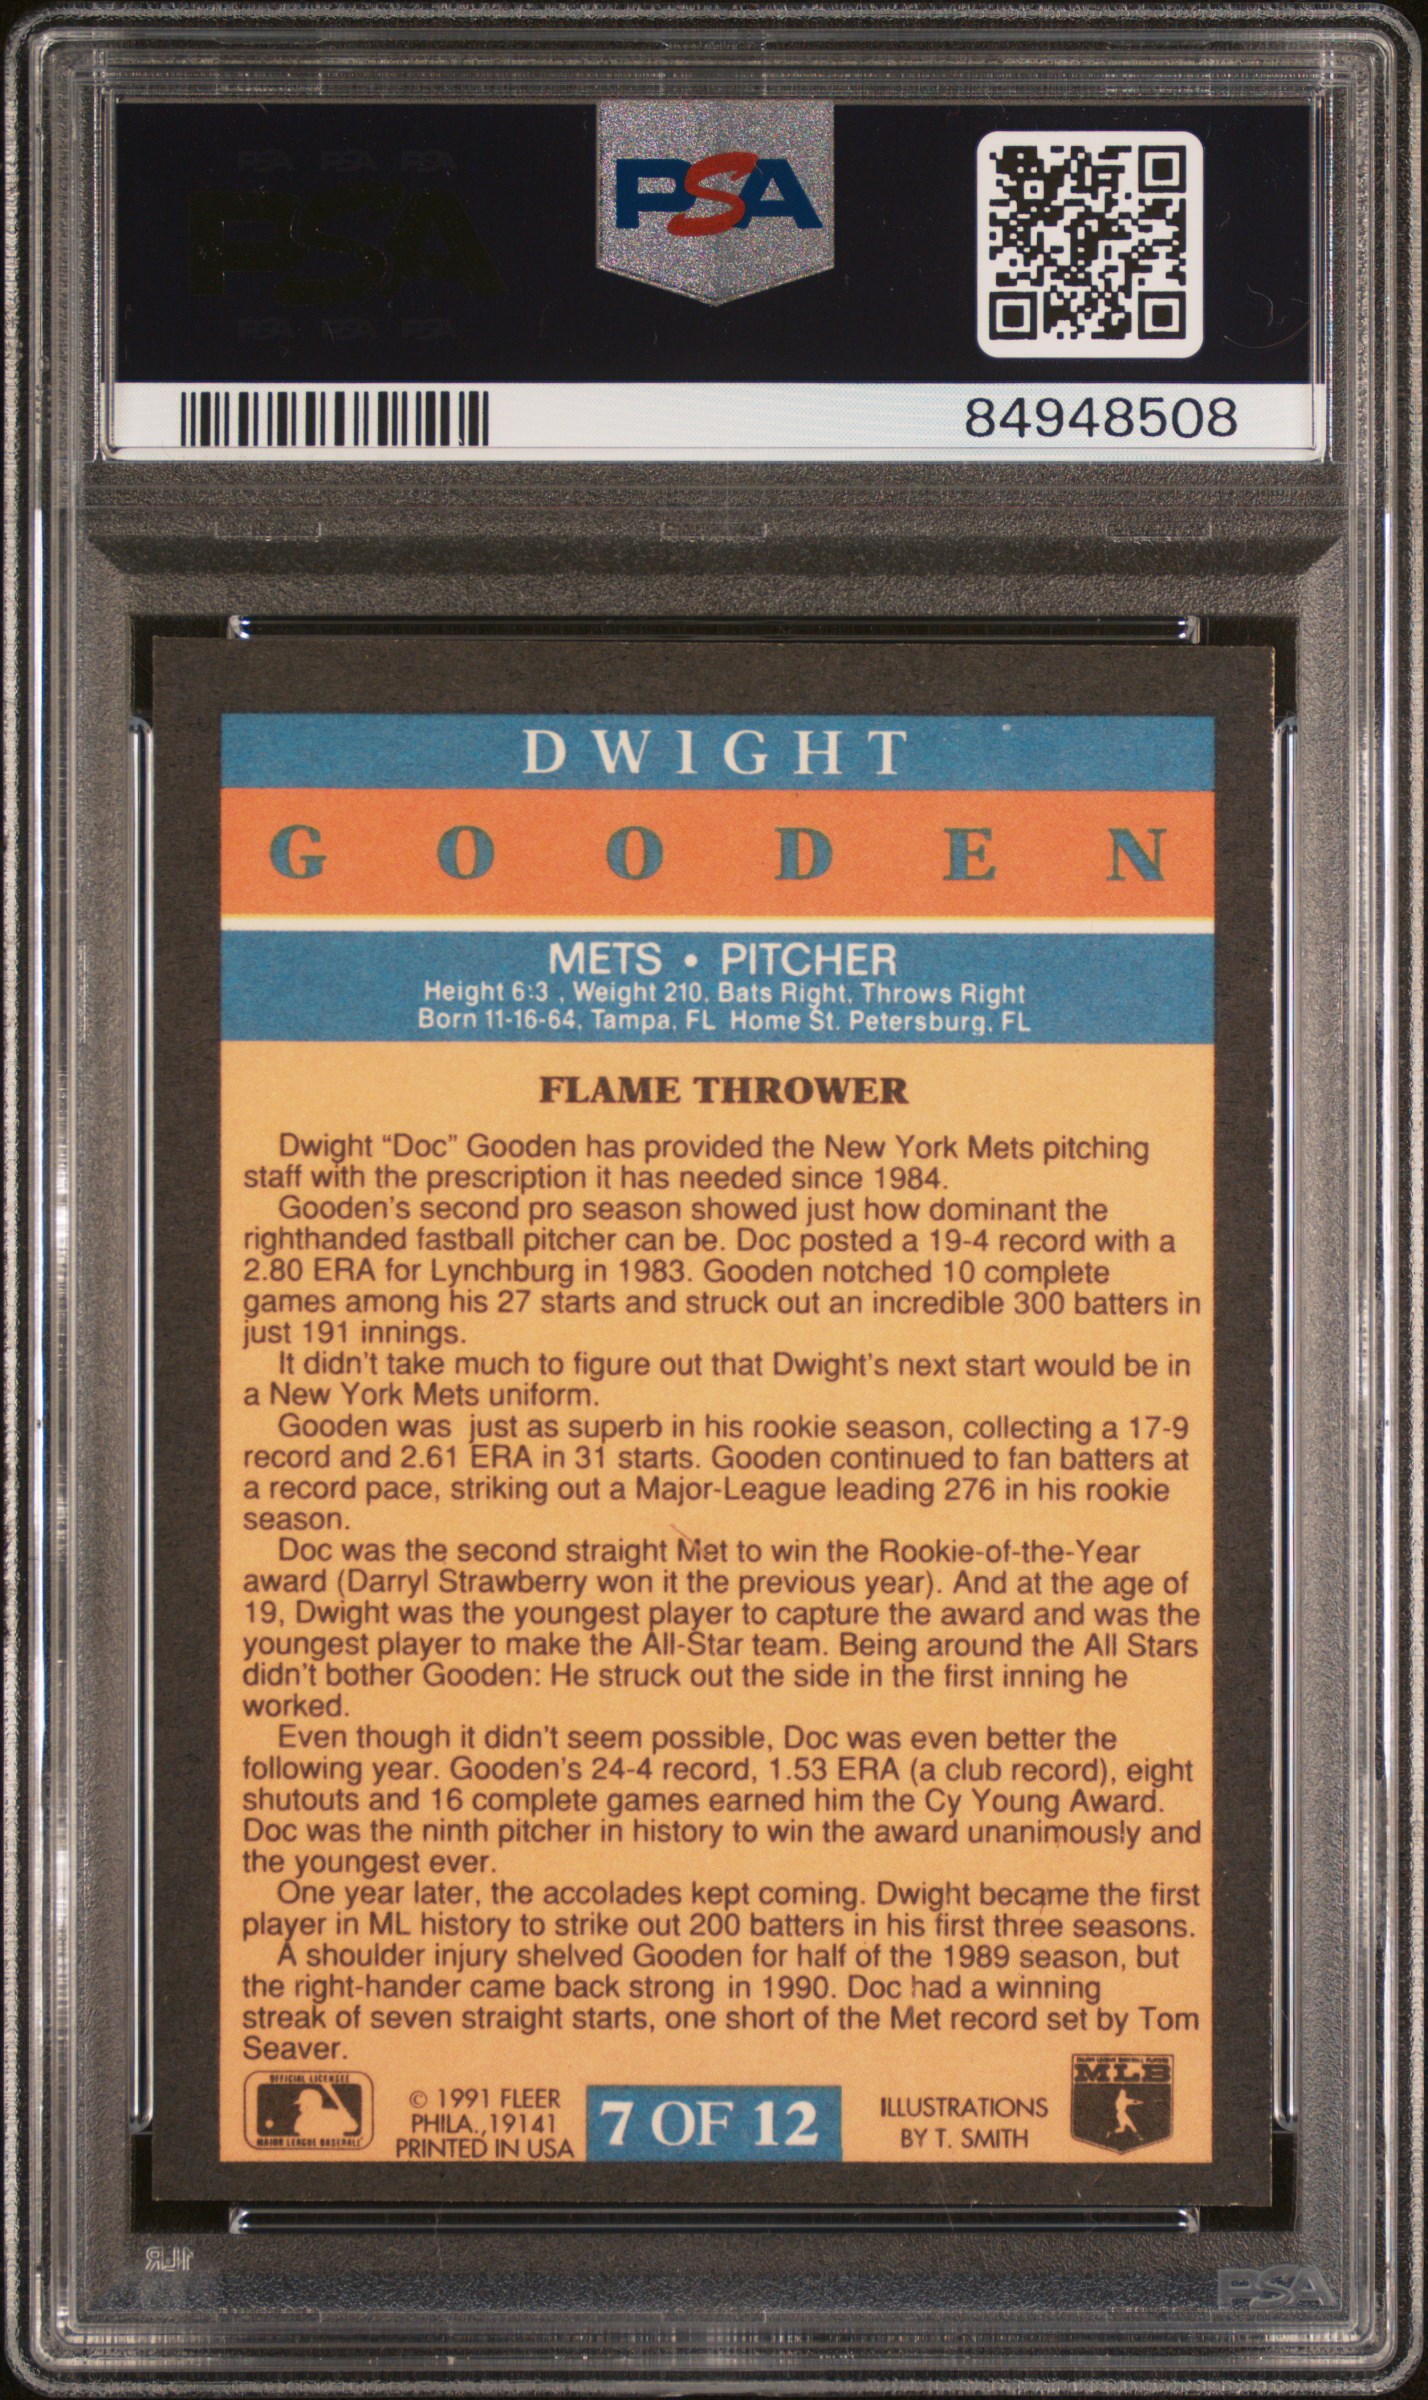 PSA PSA PSA
PSA
PSA PSA PSA
PSA
84948508
DWIGHT
GOODEN
METS • PITCHER
Height 6:3 , Weight 210, Bats Right, Throws Right
Born 11-16-64, Tampa, FL Home St. Petersburg, FL
FLAME THROWER
Dwight “Doc” Gooden has provided the New York Mets pitching
staff with the prescription it has needed since 1984.
Gooden's second pro season showed just how dominant the
righthanded fastball pitcher can be. Doc posted a 19-4 record with a
2.80 ERA for Lynchburg in 1983. Gooden notched 10 complete
games among his 27 starts and struck out an incredible 300 batters in
just 191 innings.
It didn't take much to figure out that Dwight's next start would be in
a New York Mets uniform.
Gooden was just as superb in his rookie season, collecting a 17-9
record and 2.61 ERA in 31 starts. Gooden continued to fan batters at
a record pace, striking out a Major-League leading 276 in his rookie
season.
Doc was the second straight Met to win the Rookie-of-the-Year
award (Darryl Strawberry won it the previous year). And at the age of
19, Dwight was the youngest player to capture the award and was the
youngest player to make the All-Star team. Being around the All Stars
didn't bother Gooden: He struck out the side in the first inning he
worked.
Even though it didn't seem possible, Doc was even better the
following year. Gooden's 24-4 record, 1.53 ERA (a club record), eight
shutouts and 16 complete games earned him the Cy Young Award.
Doc was the ninth pitcher in history to win the award unanimously and
the youngest ever.
One year later, the accolades kept coming. Dwight became the first
player in ML history to strike out 200 batters in his first three seasons.
A shoulder injury shelved Gooden for half of the 1989 season, but
the right-hander came back strong in 1990. Doc had a winning
streak of seven straight starts, one short of the Met record set by Tom
Seaver.
OFFICIAL LICENSEE
MAJOR LEAGUE BASEBALL
© 1991 FLEER
PHILA.,19141
PRINTED IN USA
7 OF 12
ILLUSTRATIONS
BY T. SMITH
MAJOR LEAGUE BASEBALL PLAYERS
MLB
PSA